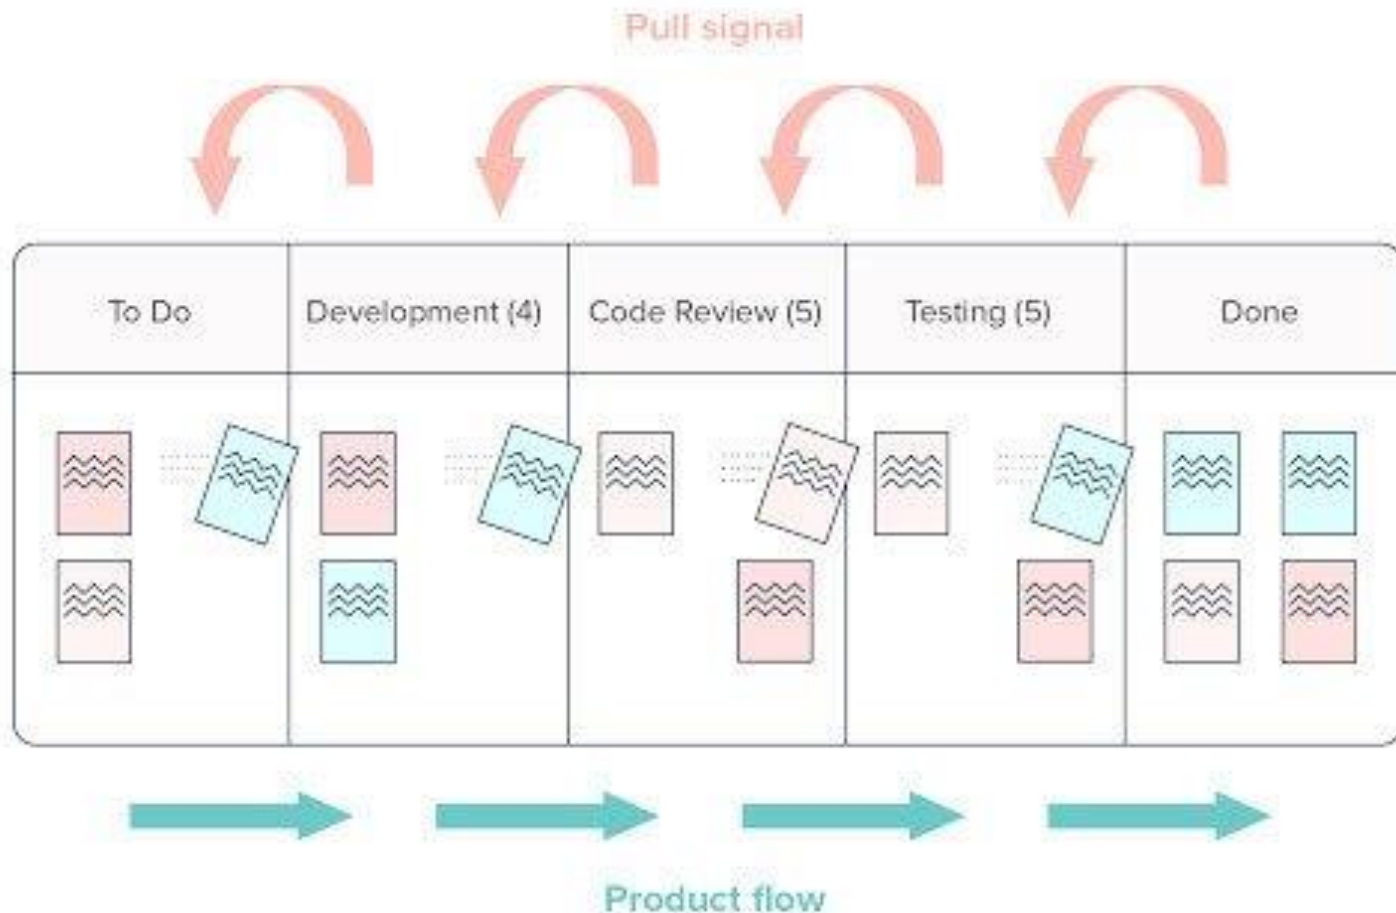 Pull signal
To Do
Development (4)
Code Review (5)
Testing (5)
Done
Product flow